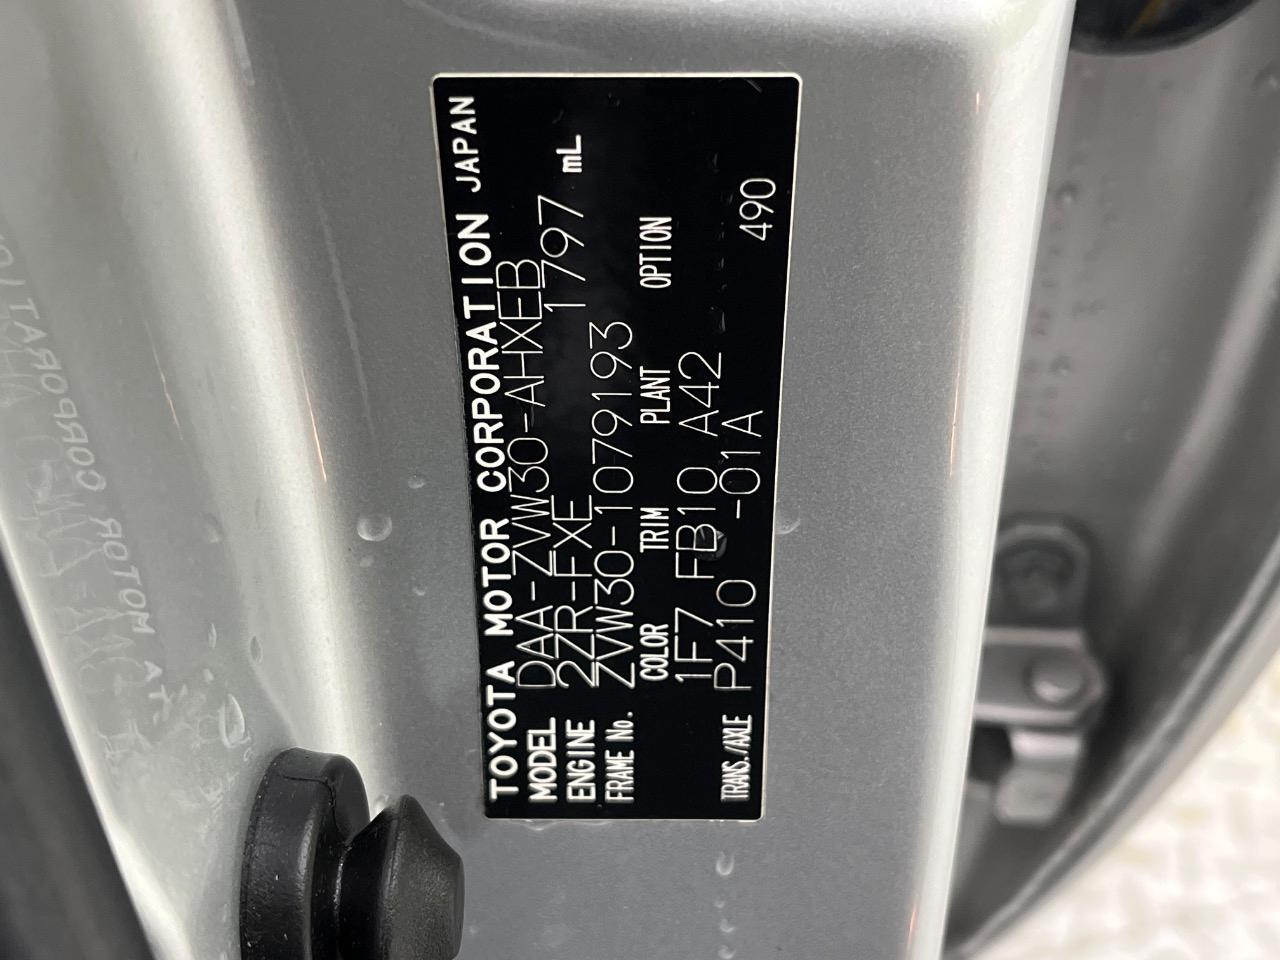 TOYOTA MOTOR CORPORATION JAPAN
MODEL DAA-ZVW30-AHXEB
ENGINE 2ZR-FXE 1797 mL
FRAME No. ZVW30-1079193
COLOR TRIM PLANT OPTION
1F7 FB10 A42
TRANS./AXLE P410 -01A 490